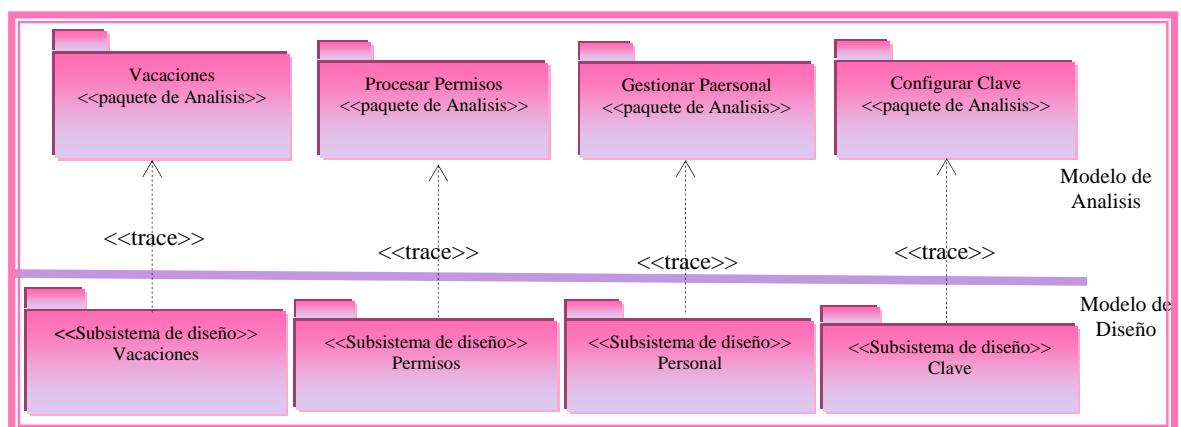 Vacaciones
<<paquete de Analisis>>
Procesar Permisos
<<paquete de Analisis>>
Gestionar Paersonal
<<paquete de Analisis>>
Configurar Clave
<<paquete de Analisis>>
Modelo de
Analisis
<<trace>>
<<trace>>
<<trace>>
<<trace>>
Modelo de
Diseño
<<Subsistema de diseño>>
Vacaciones
<<Subsistema de diseño>>
Permisos
<<Subsistema de diseño>>
Personal
<<Subsistema de diseño>>
Clave